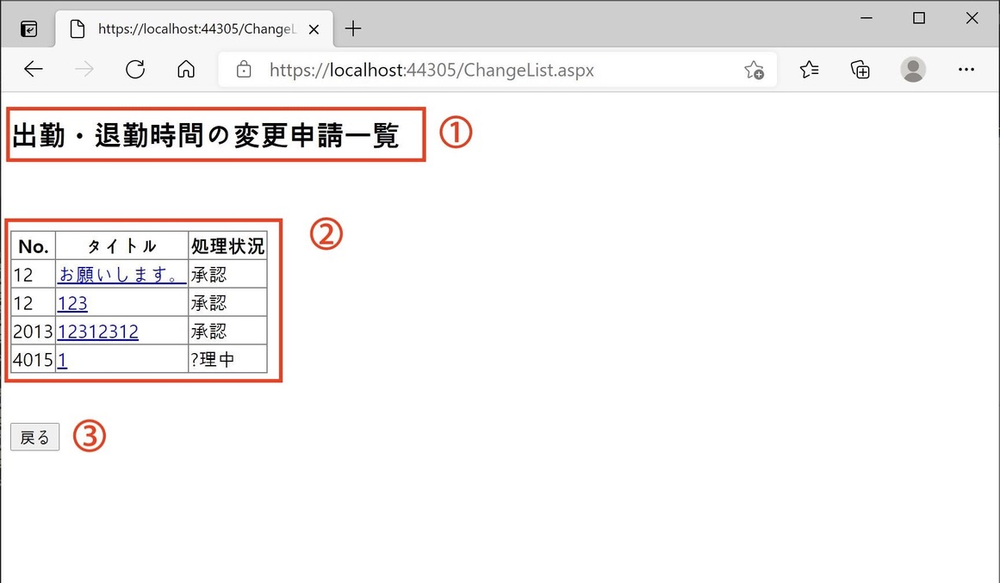 https://localhost:44305/ChangeL
https://localhost:44305/ChangeList.aspx
出勤・退勤時間の変更申請一覧 ①
②
No. タイトル 処理状況
12 お願いします。 承認
12 123 承認
2013 12312312 承認
4015 1 ?理中
戻る ③